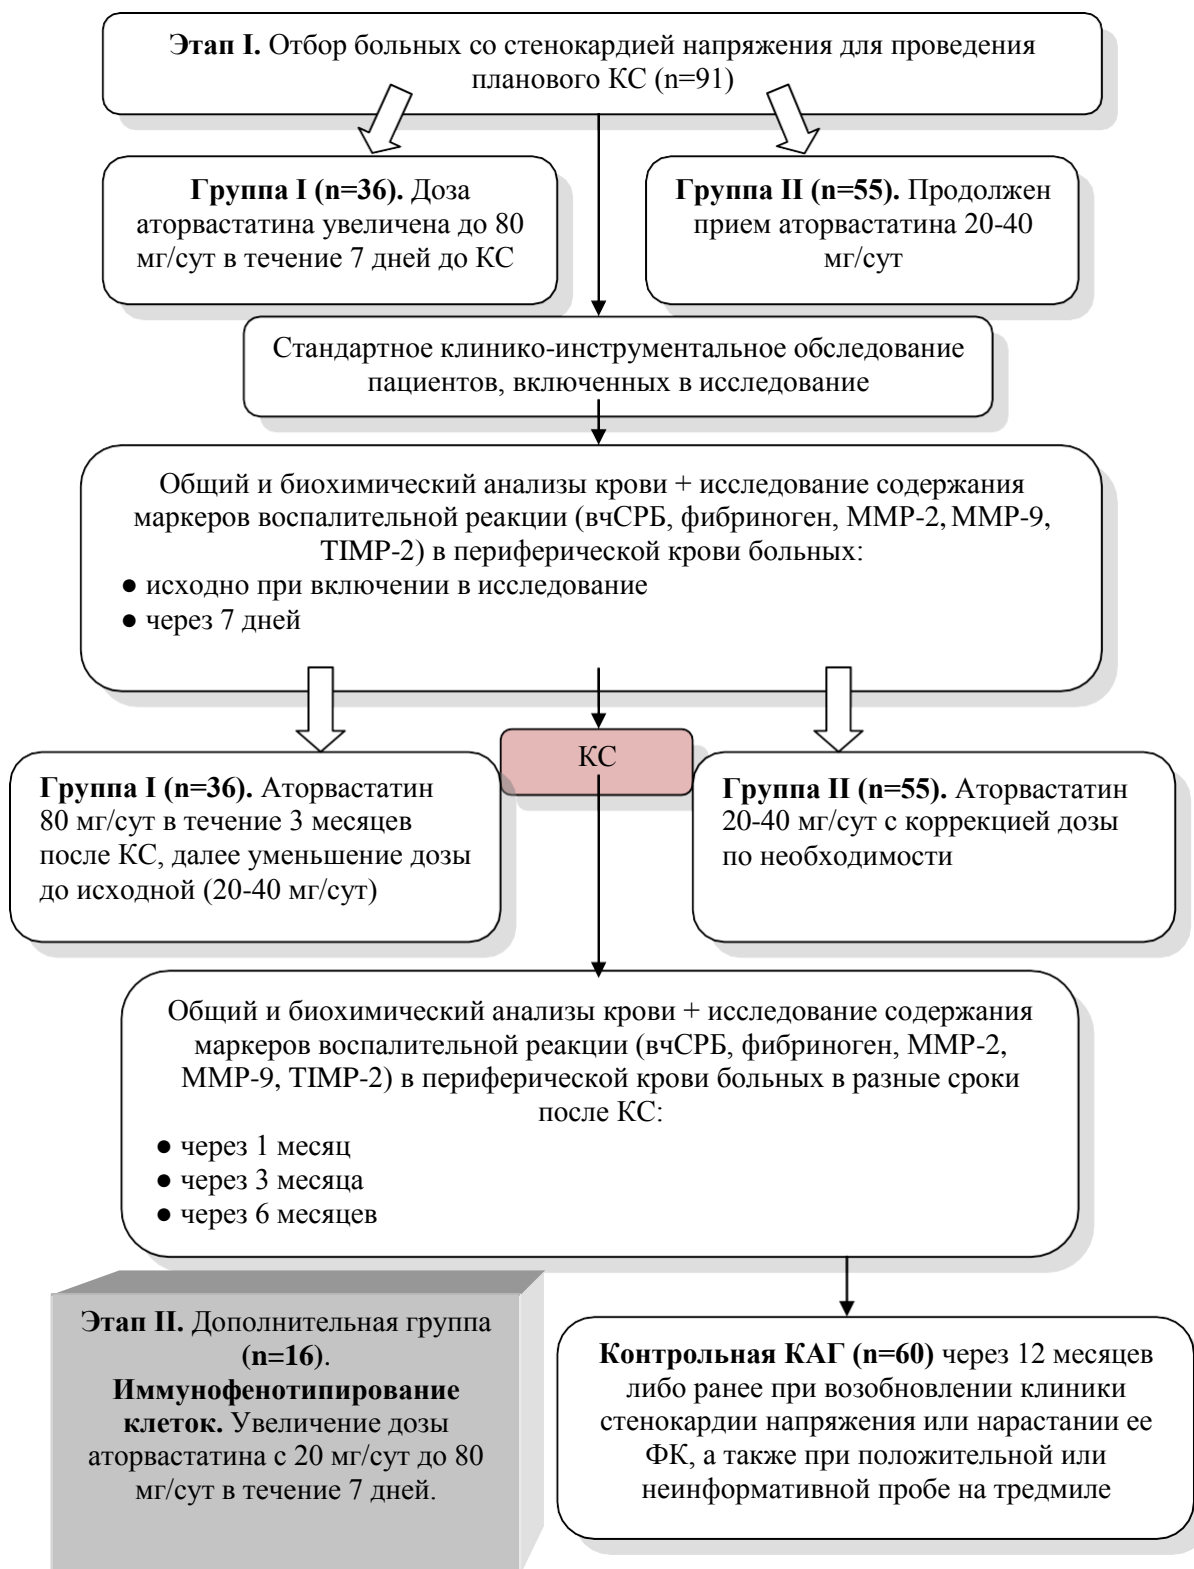 Этап I. Отбор больных со стенокардией напряжения для проведения
планового КС (n=91)
Группа I (n=36). Доза
аторвастатина увеличена до 80
мг/сут в течение 7 дней до КС
Группа II (n=55). Продолжен
прием аторвастатина 20-40
мг/сут
Стандартное клинико-инструментальное обследование
пациентов, включенных в исследование
Общий и биохимический анализы крови + исследование содержания
маркеров воспалительной реакции (вчСРБ, фибриноген, ММР-2, ММР-9,
TIMP-2) в периферической крови больных:
● исходно при включении в исследование
● через 7 дней
КС
Группа I (n=36). Аторвастатин
80 мг/сут в течение 3 месяцев
после КС, далее уменьшение дозы
до исходной (20-40 мг/сут)
Группа II (n=55). Аторвастатин
20-40 мг/сут с коррекцией дозы
по необходимости
Общий и биохимический анализы крови + исследование содержания
маркеров воспалительной реакции (вчСРБ, фибриноген, ММР-2,
ММР-9, TIMP-2) в периферической крови больных в разные сроки
после КС:
● через 1 месяц
● через 3 месяца
● через 6 месяцев
Этап II. Дополнительная группа
(n=16).
Иммунофенотипирование
клеток. Увеличение дозы
аторвастатина с 20 мг/сут до 80
мг/сут в течение 7 дней.
Контрольная КАГ (n=60) через 12 месяцев
либо ранее при возобновлении клиники
стенокардии напряжения или нарастании ее
ФК, а также при положительной или
неинформативной пробе на тредмиле